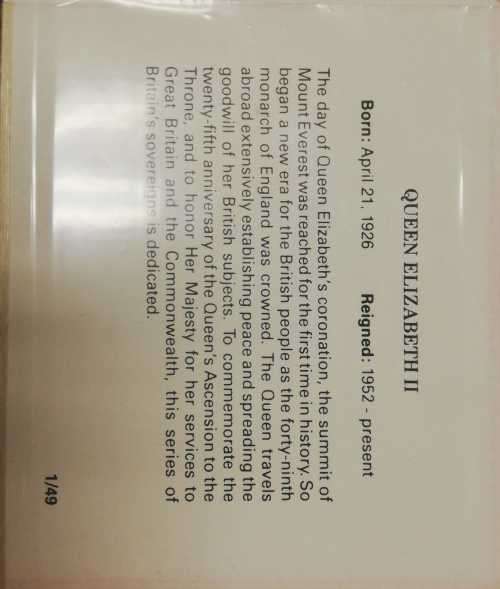 QUEEN ELIZABETH II
Born: April 21, 1926 Reigned: 1952 - present
The day of Queen Elizabeth's coronation, the summit of
Mount Everest was reached for the first time in history. So
began a new era for the British people as the forty-ninth
monarch of England was crowned. The Queen travels
abroad extensively establishing peace and spreading the
goodwill of her British subjects. To commemorate the
twenty-fifth anniversary of the Queen's Ascension to the
Throne, and to honor Her Majesty for her services to
Great Britain and the Commonwealth, this series of
Britain's sovereigns is dedicated.
1/49